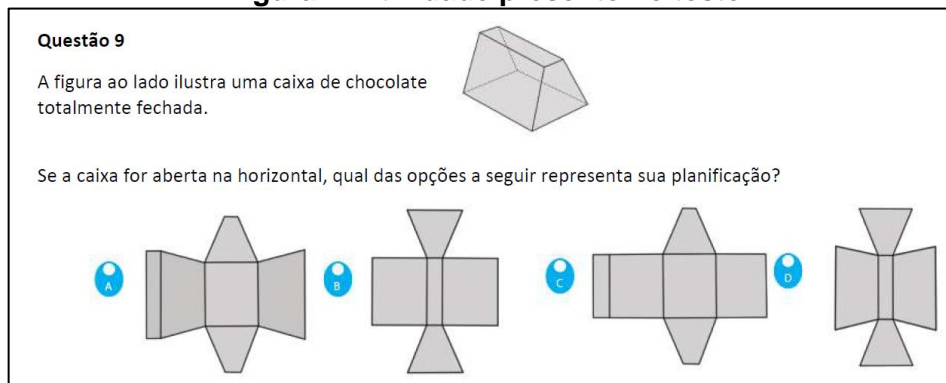 Questão 9
A figura ao lado ilustra uma caixa de chocolate
totalmente fechada.
Se a caixa for aberta na horizontal, qual das opções a seguir representa sua planificação?
A
B
C
D